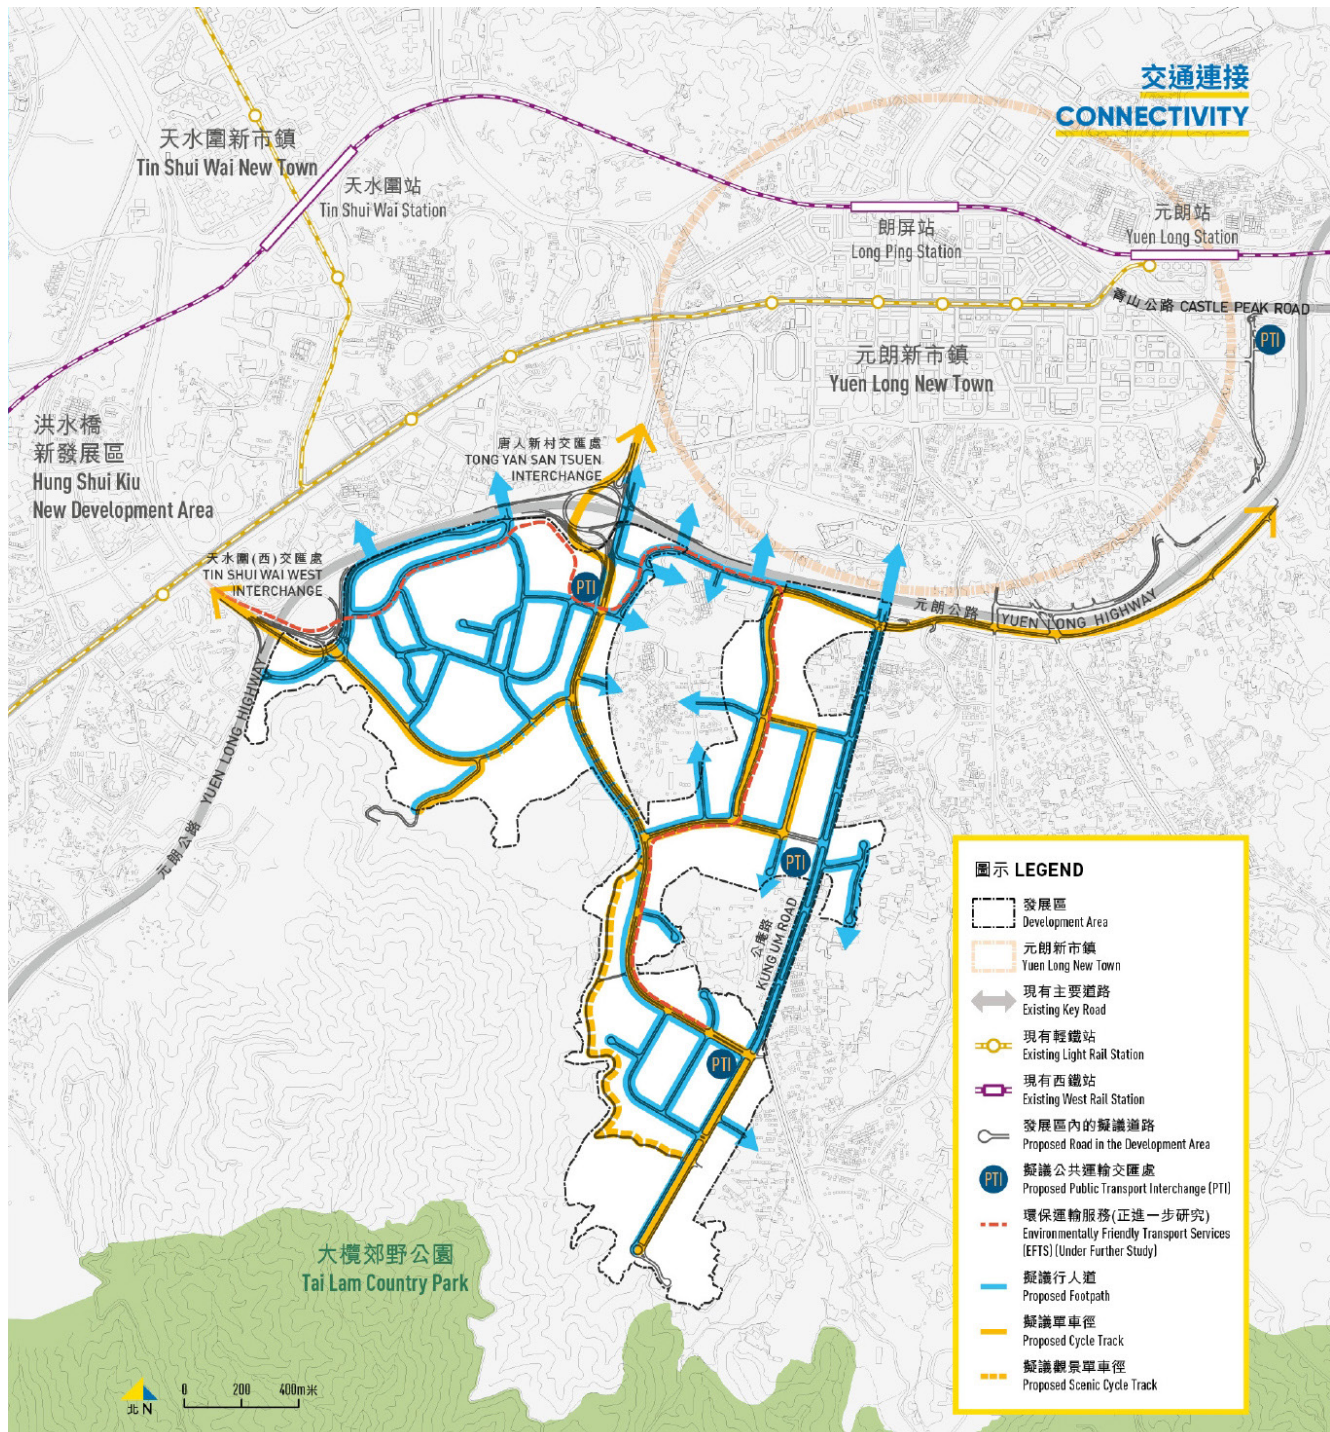 交通連接
CONNECTIVITY
天水圍新市鎮
Tin Shui Wai New Town
天水圍站
Tin Shui Wai Station
朗屏站
Long Ping Station
元朗站
Yuen Long Station
青山公路 CASTLE PEAK ROAD
PTI
元朗新市鎮
Yuen Long New Town
洪水橋
新發展區
Hung Shui Kiu
New Development Area
唐人新村交匯處
TONG YAN SAN TSUEN
INTERCHANGE
天水圍(西)交匯處
TIN SHUI WAI WEST
INTERCHANGE
PTI
元朗公路 YUEN LONG HIGHWAY
元朗公路 YUEN LONG HIGHWAY
PTI
公庵路
KUNG UM ROAD
PTI
大欖郊野公園
Tai Lam Country Park
北 N
0 200 400m米
圖示 LEGEND
發展區
Development Area
元朗新市鎮
Yuen Long New Town
現有主要道路
Existing Key Road
現有輕鐵站
Existing Light Rail Station
現有西鐵站
Existing West Rail Station
發展區內的擬議道路
Proposed Road in the Development Area
PTI
擬議公共運輸交匯處
Proposed Public Transport Interchange (PTI)
環保運輸服務(正進一步研究)
Environmentally Friendly Transport Services
(EFTS) (Under Further Study)
擬議行人道
Proposed Footpath
擬議單車徑
Proposed Cycle Track
擬議觀景單車徑
Proposed Scenic Cycle Track